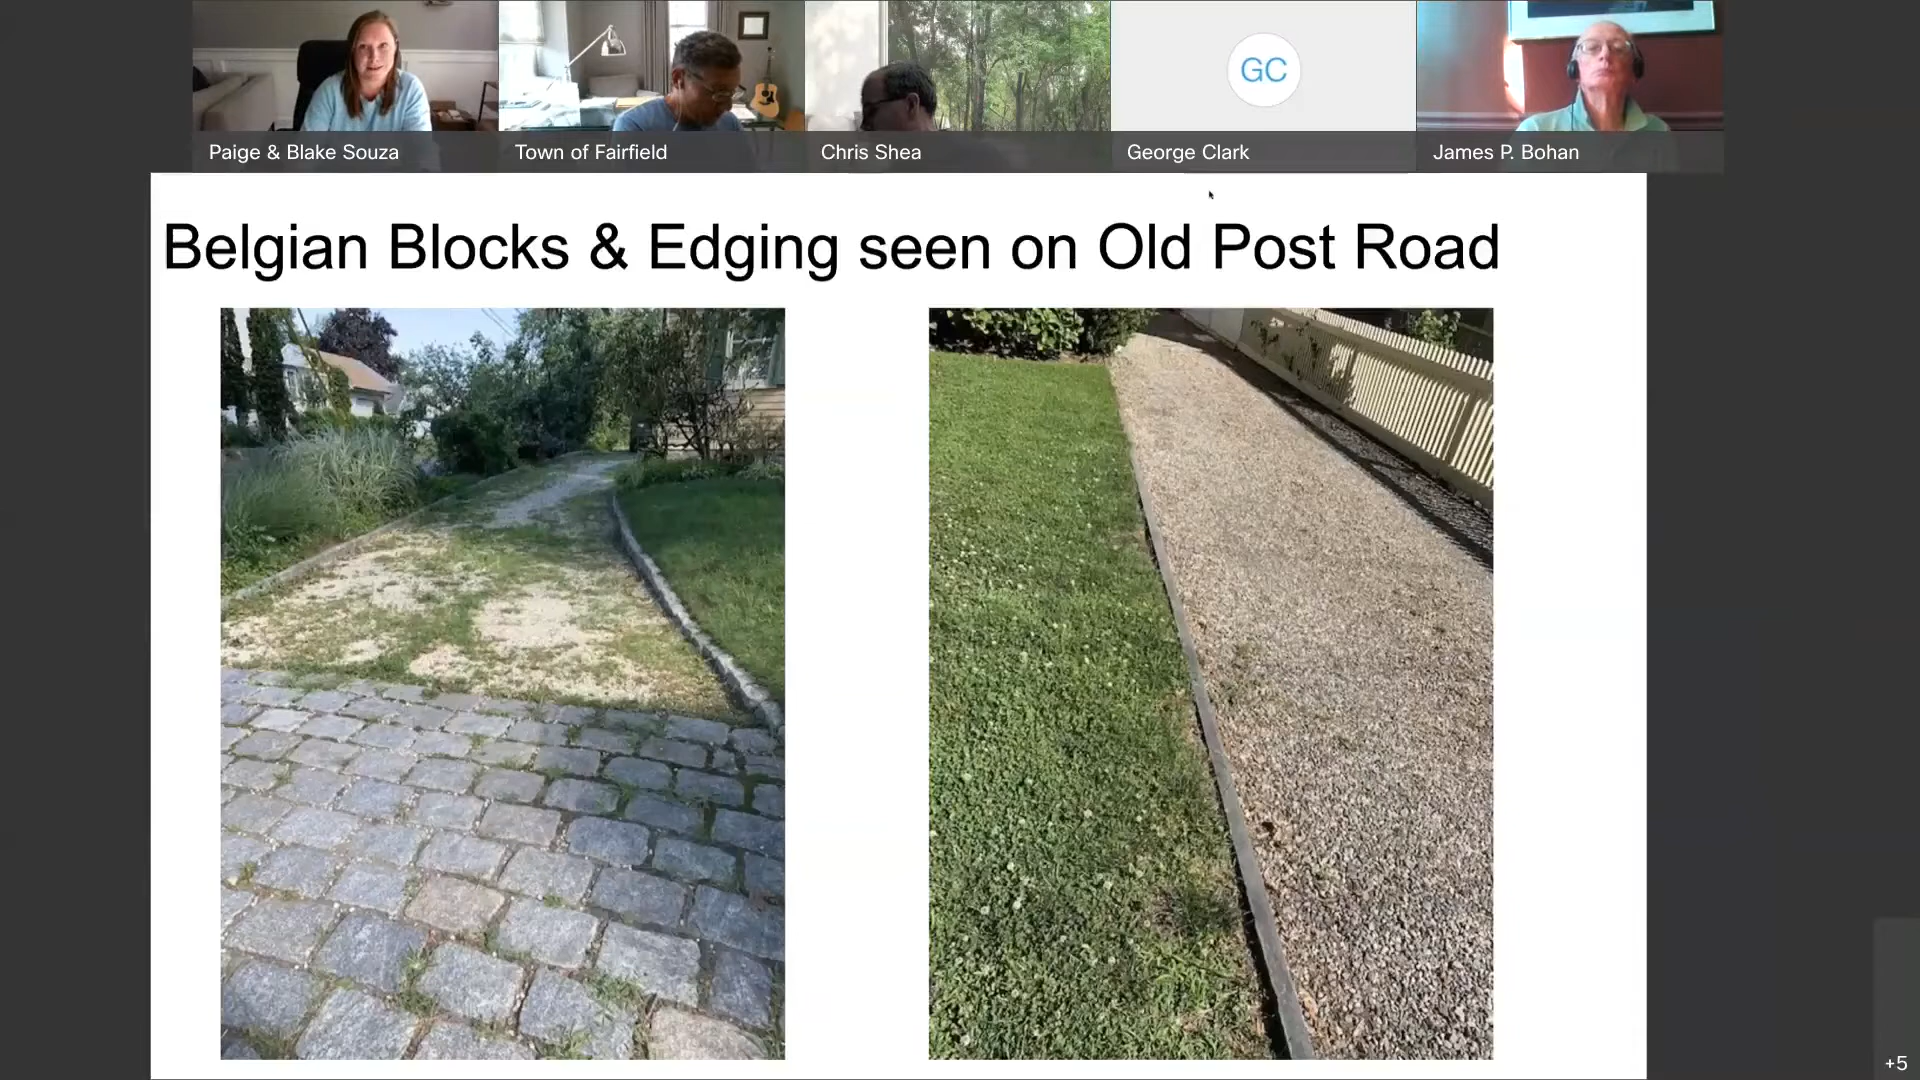 Paige & Blake Souza
Town of Fairfield
Chris Shea
GC
George Clark
James P. Bohan
Belgian Blocks & Edging seen on Old Post Road
+5